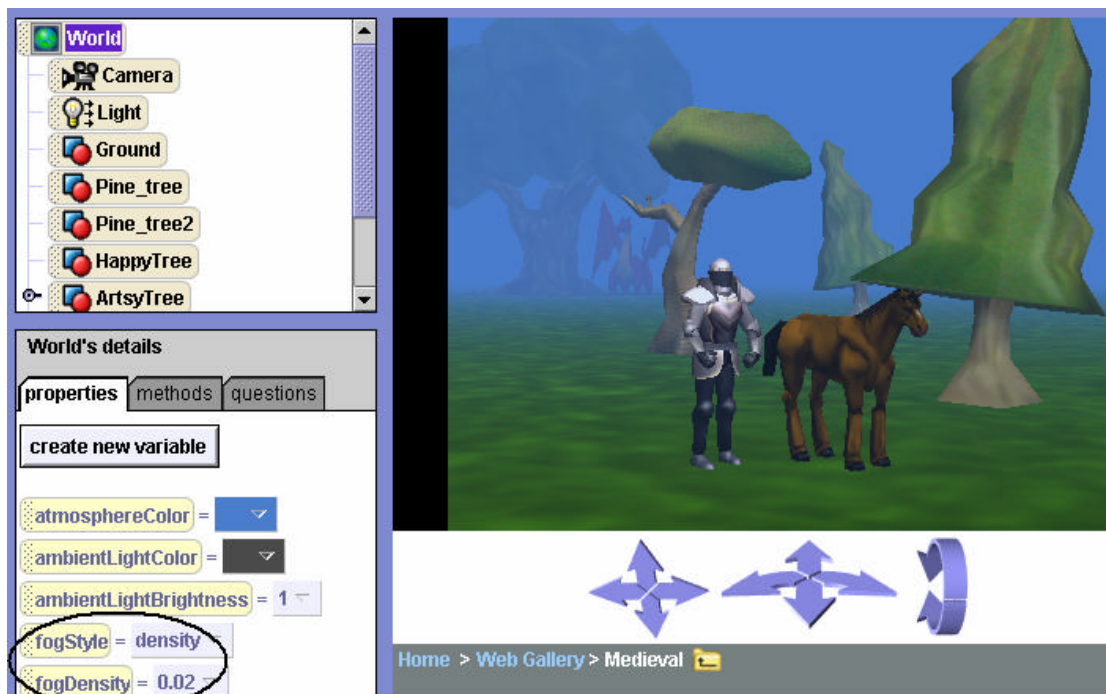 World
Camera
Light
Ground
Pine_tree
Pine_tree2
HappyTree
ArtsyTree
World's details
properties methods questions
create new variable
atmosphereColor =
ambientLightColor =
ambientLightBrightness = 1
fogStyle = density
fogDensity = 0.02
Home > Web Gallery > Medieval